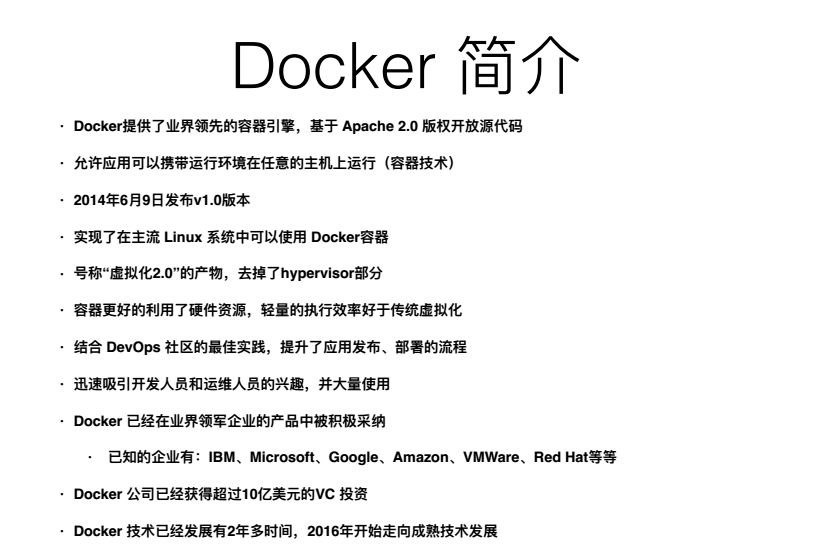 Docker 简介
· Docker提供了业界领先的容器引擎，基于 Apache 2.0 版权开放源代码
· 允许应用可以携带运行环境在任意的主机上运行（容器技术）
· 2014年6月9日发布v1.0版本
· 实现了在主流 Linux 系统中可以使用 Docker容器
· 号称“虚拟化2.0”的产物，去掉了hypervisor部分
· 容器更好的利用了硬件资源，轻量的执行效率好于传统虚拟化
· 结合 DevOps 社区的最佳实践，提升了应用发布、部署的流程
· 迅速吸引开发人员和运维人员的兴趣，并大量使用
· Docker 已经在业界领军企业的产品中被积极采纳
· 已知的企业有：IBM、Microsoft、Google、Amazon、VMWare、Red Hat等等
· Docker 公司已经获得超过10亿美元的VC 投资
· Docker 技术已经发展有2年多时间，2016年开始走向成熟技术发展